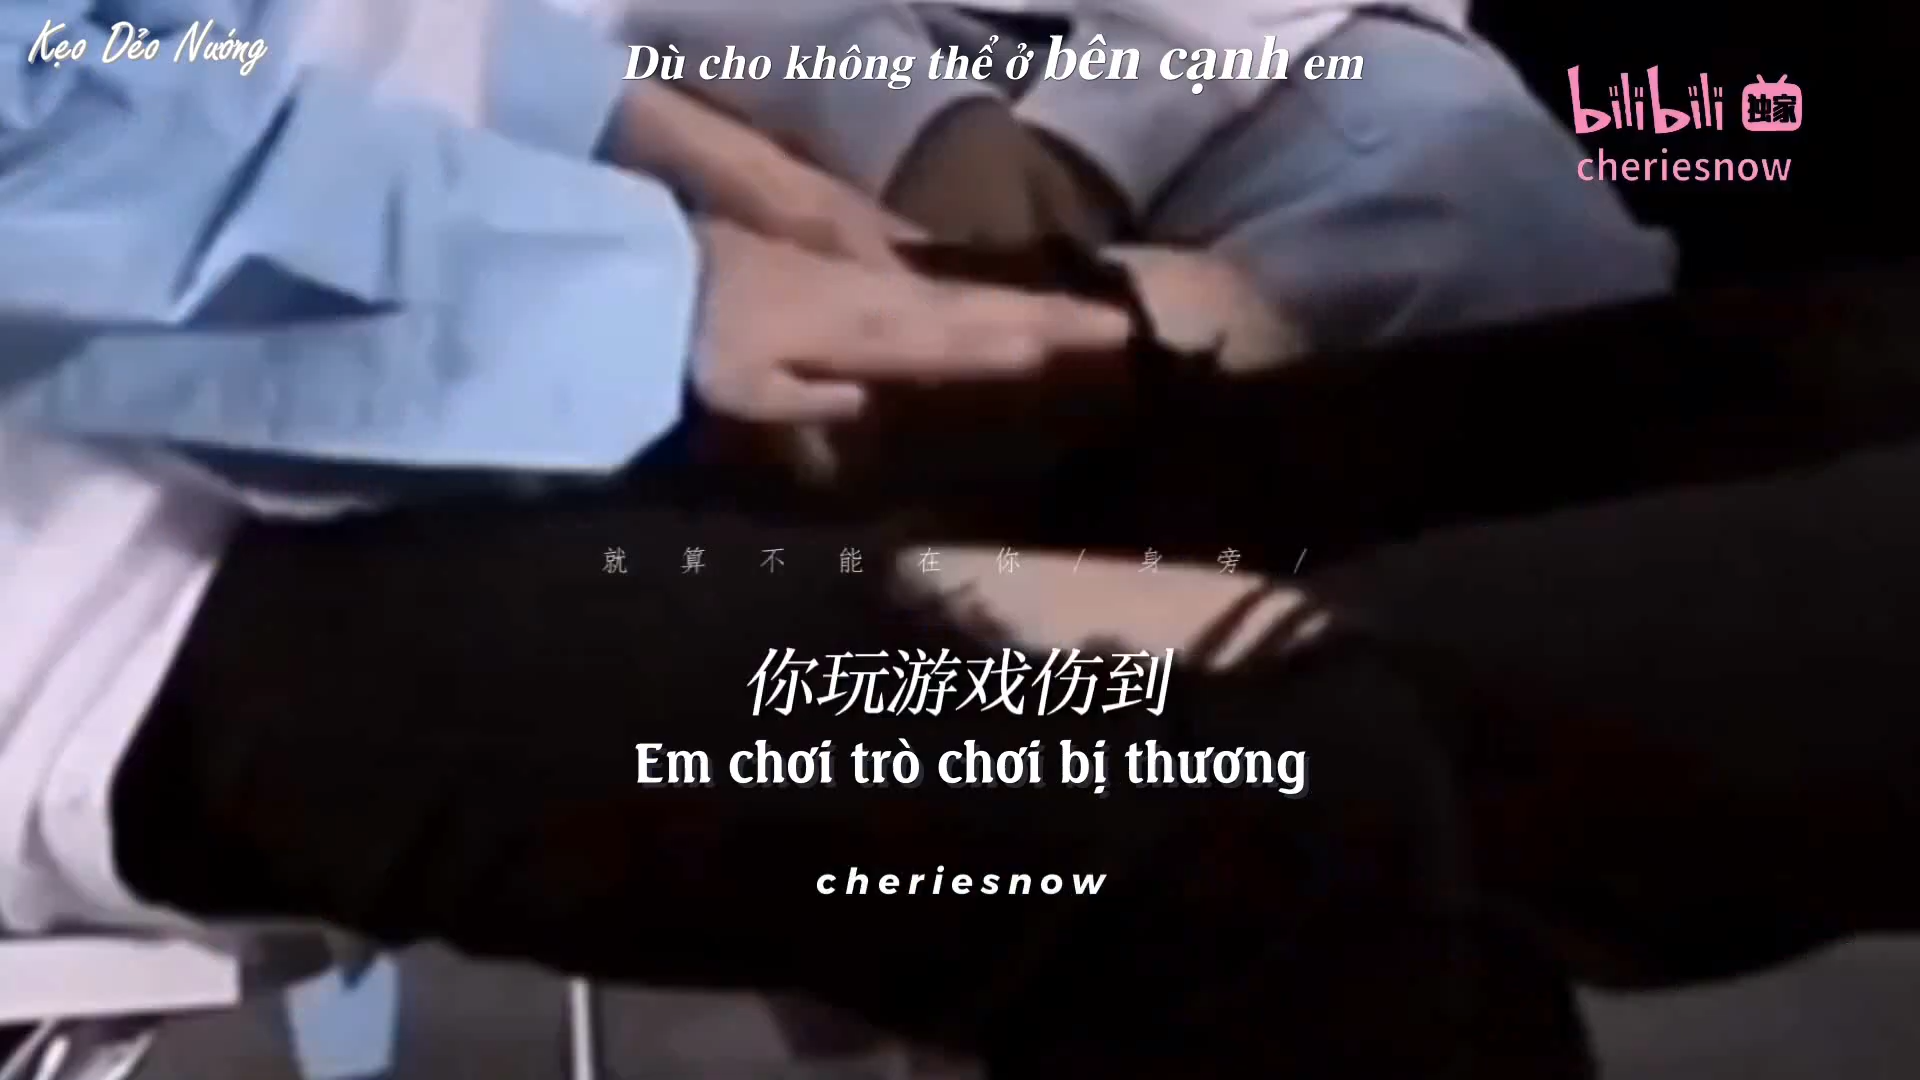 Kẹo Dẻo Nướng
Dù cho không thể ở bên cạnh em
bilibili 独家
cheriesnow
就算不能在你/身旁/
你玩游戏伤到
Em chơi trò chơi bị thương
cheriesnow